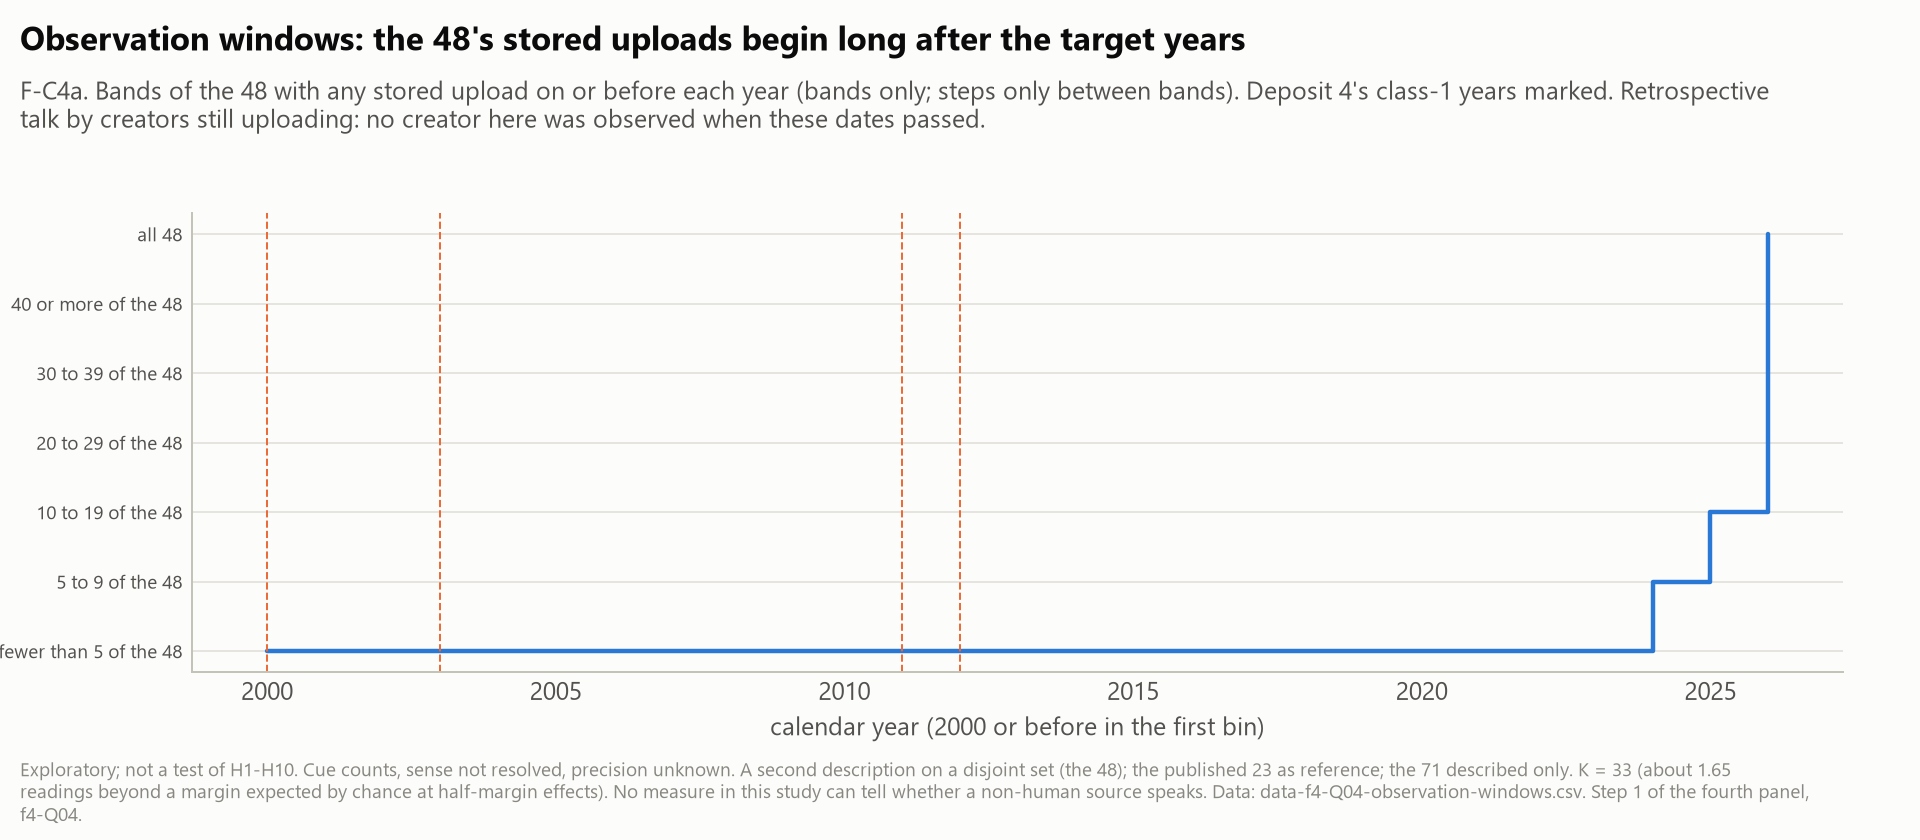 Observation windows: the 48's stored uploads begin long after the target years
F-C4a. Bands of the 48 with any stored upload on or before each year (bands only; steps only between bands). Deposit 4's class-1 years marked. Retrospective
talk by creators still uploading: no creator here was observed when these dates passed.
all 48
40 or more of the 48
30 to 39 of the 48
20 to 29 of the 48
10 to 19 of the 48
5 to 9 of the 48
fewer than 5 of the 48
2000 2005 2010 2015 2020 2025
calendar year (2000 or before in the first bin)
Exploratory; not a test of H1-H10. Cue counts, sense not resolved, precision unknown. A second description on a disjoint set (the 48); the published 23 as reference; the 71 described only. K = 33 (about 1.65
readings beyond a margin expected by chance at half-margin effects). No measure in this study can tell whether a non-human source speaks. Data: data-f4-Q04-observation-windows.csv. Step 1 of the fourth panel,
f4-Q04.